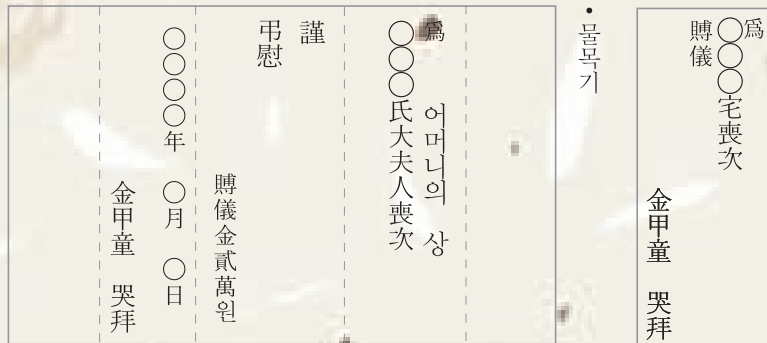 爲
○○○宅喪次
賻儀
金甲童 哭拜
• 물목기
爲 어머니의 상
○○○氏大夫人喪次
謹
弔慰
賻儀金貳萬원
○○○○年 ○月 ○日
金甲童 哭拜